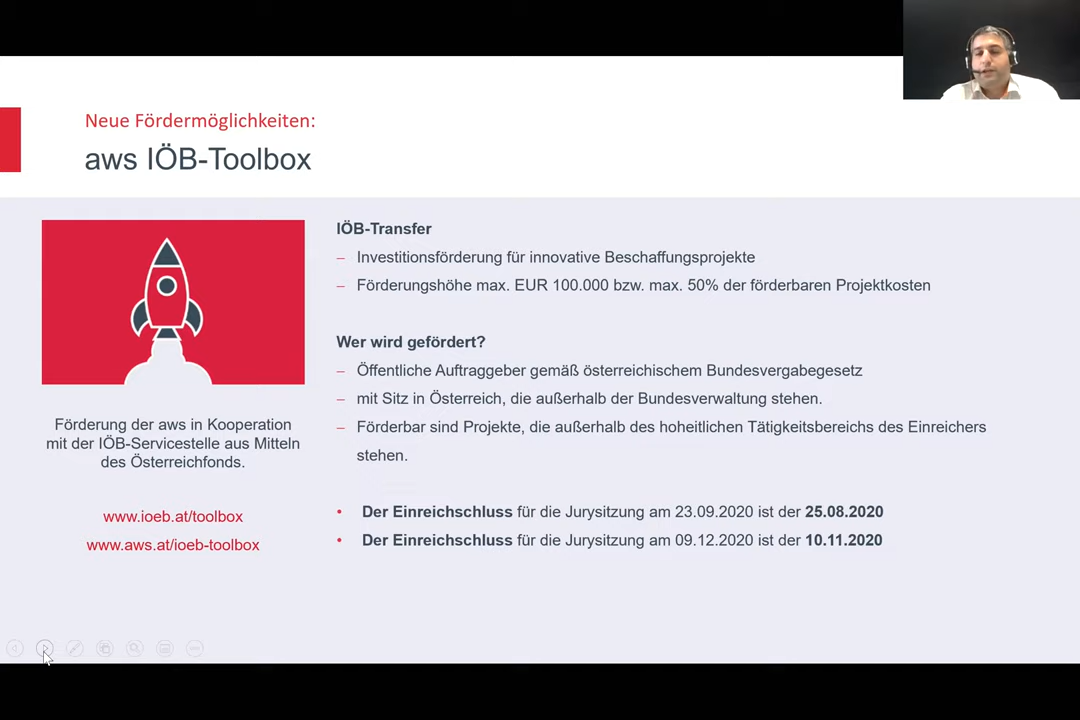 Neue Fördermöglichkeiten:
aws IÖB-Toolbox
Förderung der aws in Kooperation
mit der IÖB-Servicestelle aus Mitteln
des Österreichfonds.
www.ioeb.at/toolbox
www.aws.at/ioeb-toolbox
IÖB-Transfer
– Investitionsförderung für innovative Beschaffungsprojekte
– Förderungshöhe max. EUR 100.000 bzw. max. 50% der förderbaren Projektkosten
Wer wird gefördert?
– Öffentliche Auftraggeber gemäß österreichischem Bundesvergabegesetz
– mit Sitz in Österreich, die außerhalb der Bundesverwaltung stehen.
– Förderbar sind Projekte, die außerhalb des hoheitlichen Tätigkeitsbereichs des Einreichers
stehen.
• Der Einreichschluss für die Jurysitzung am 23.09.2020 ist der 25.08.2020
• Der Einreichschluss für die Jurysitzung am 09.12.2020 ist der 10.11.2020